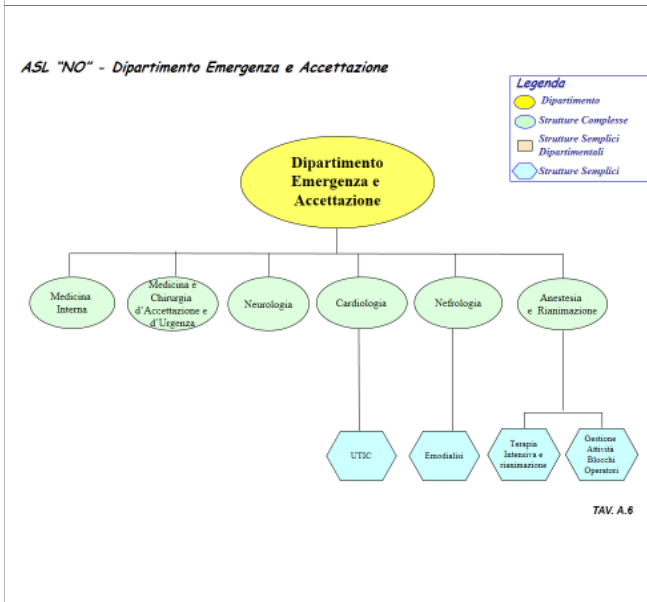 ASL "NO" - Dipartimento Emergenza e Accettazione
Legenda
Dipartimento
Strutture Complesse
Strutture Semplici
Dipartimentali
Strutture Semplici
Dipartimento
Emergenza e
Accettazione
Medicina
Interna
Medicina e
Chirurgia
d'Accettazione e
d'Urgenza
Neurologia
Cardiologia
Nefrologia
Anestesia
e Rianimazione
UTIC
Emodialisi
Terapia
Intensiva e
rianimazione
Gestione
Attività
Blocchi
Operatori
TAV. A.6